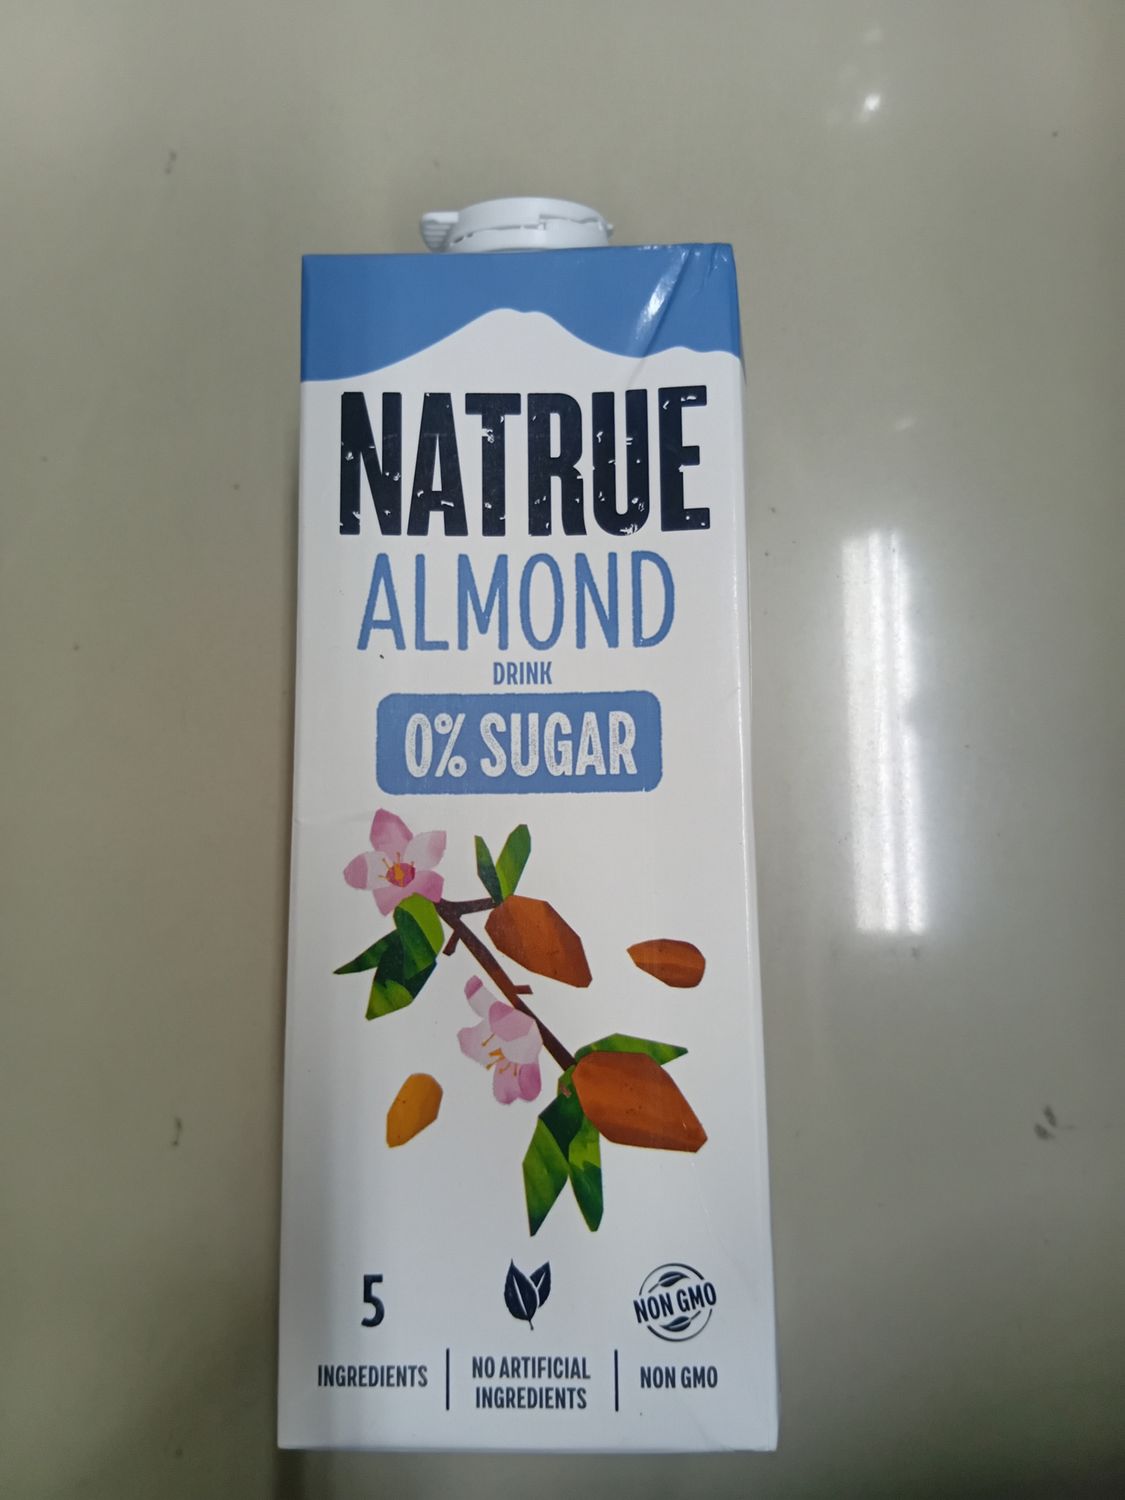 NATRUE
ALMOND
DRINK
0% SUGAR
5
INGREDIENTS
NO ARTIFICIAL
INGREDIENTS
NON GMO
NON GMO